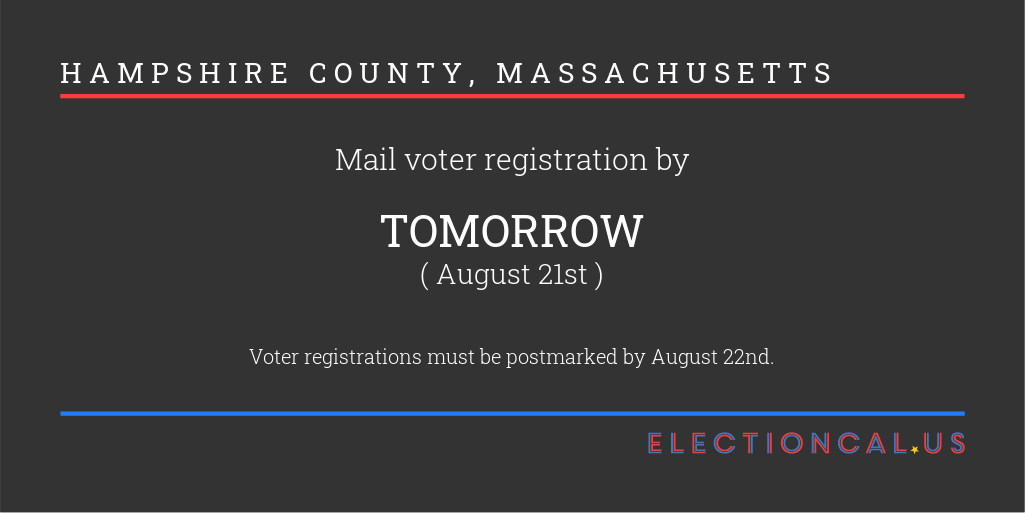 HAMPSHIRE COUNTY, MASSACHUSETTS
Mail voter registration by
TOMORROW
( August 21st )
Voter registrations must be postmarked by August 22nd.
ELECTIONCAL.US